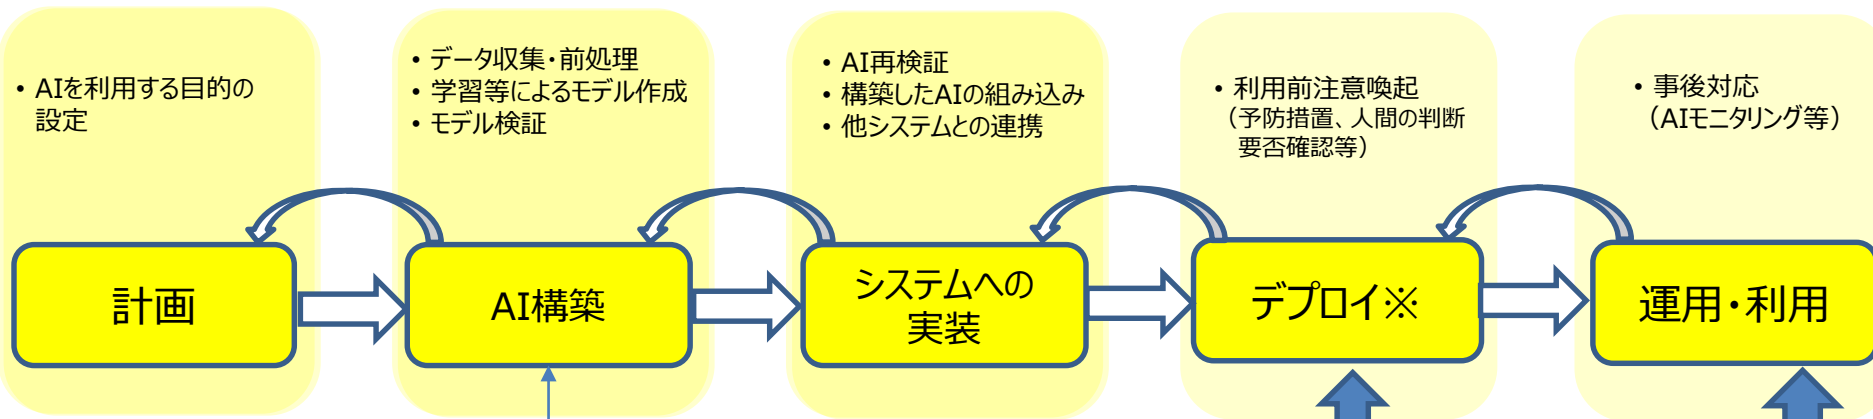 • AIを利用する目的の
設定
• データ収集・前処理
• 学習等によるモデル作成
• モデル検証
• AI再検証
• 構築したAIの組み込み
• 他システムとの連携
• 利用前注意喚起
（予防措置、人間の判断
要否確認等）
• 事後対応
（AIモニタリング等）
計画
AI構築
システムへの
実装
デプロイ※
運用・利用